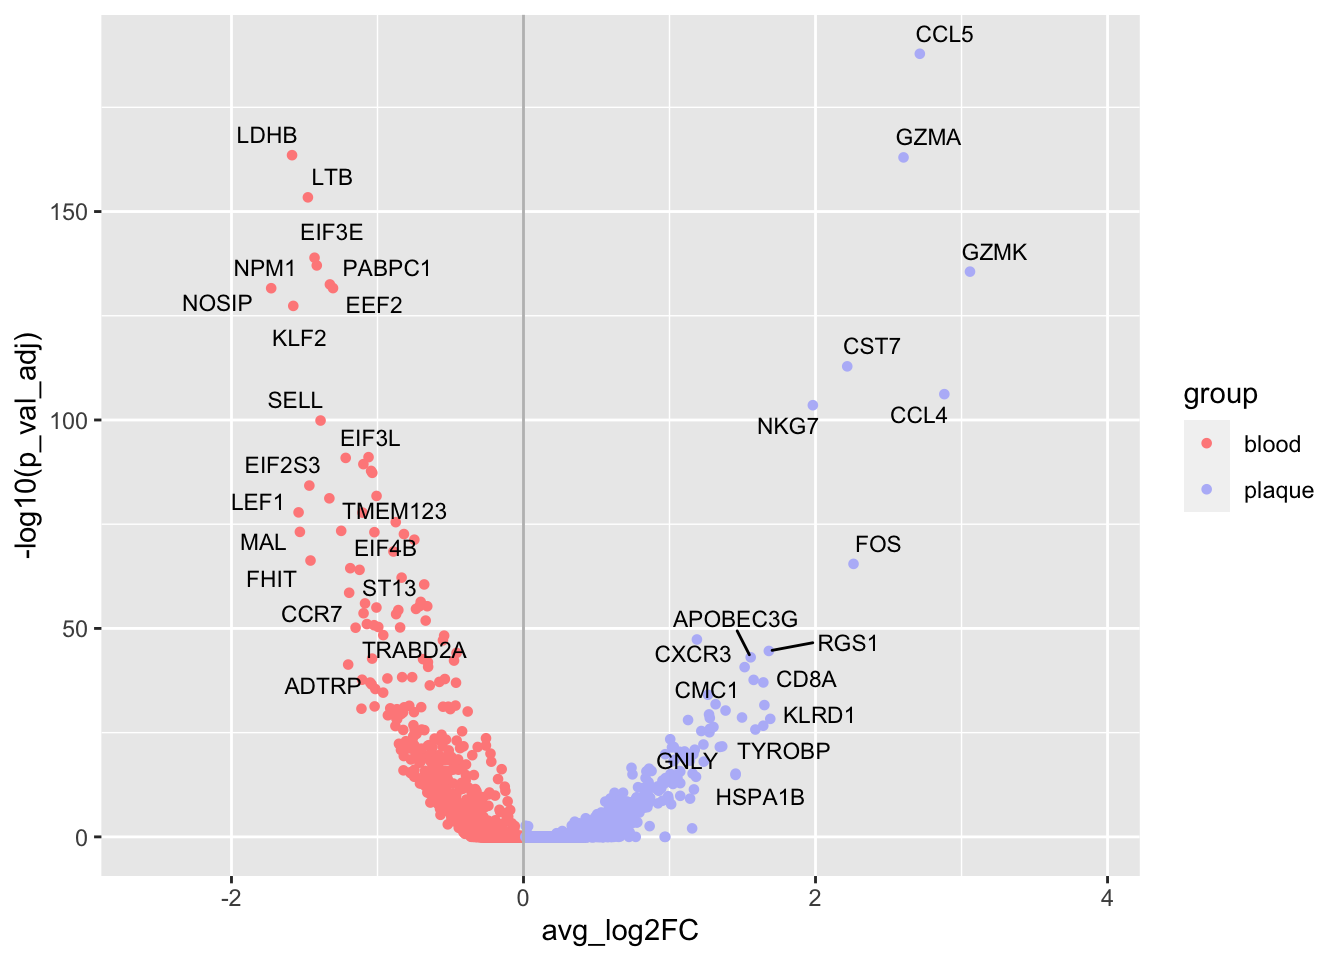 CCL5
LDHB
GZMA
LTB
150
EIF3E
GZMK
NPM1
PABPC1
NOSIP
EEF2
KLF2
CST7
SELL
CCL4
100
NKG7
EIF3L
EIF2S3
LEF1
TMEM123
MAL
EIF4B
FOS
FHIT
ST13
CCR7
APOBEC3G
50
RGS1
TRABD2A
CXCR3
ADTRP
CD8A
CMC1
KLRD1
TYROBP
GNLY
HSPA1B
0
-2
0
2
4
avg_log2FC
-log10(p_val_adj)
group
blood
plaque